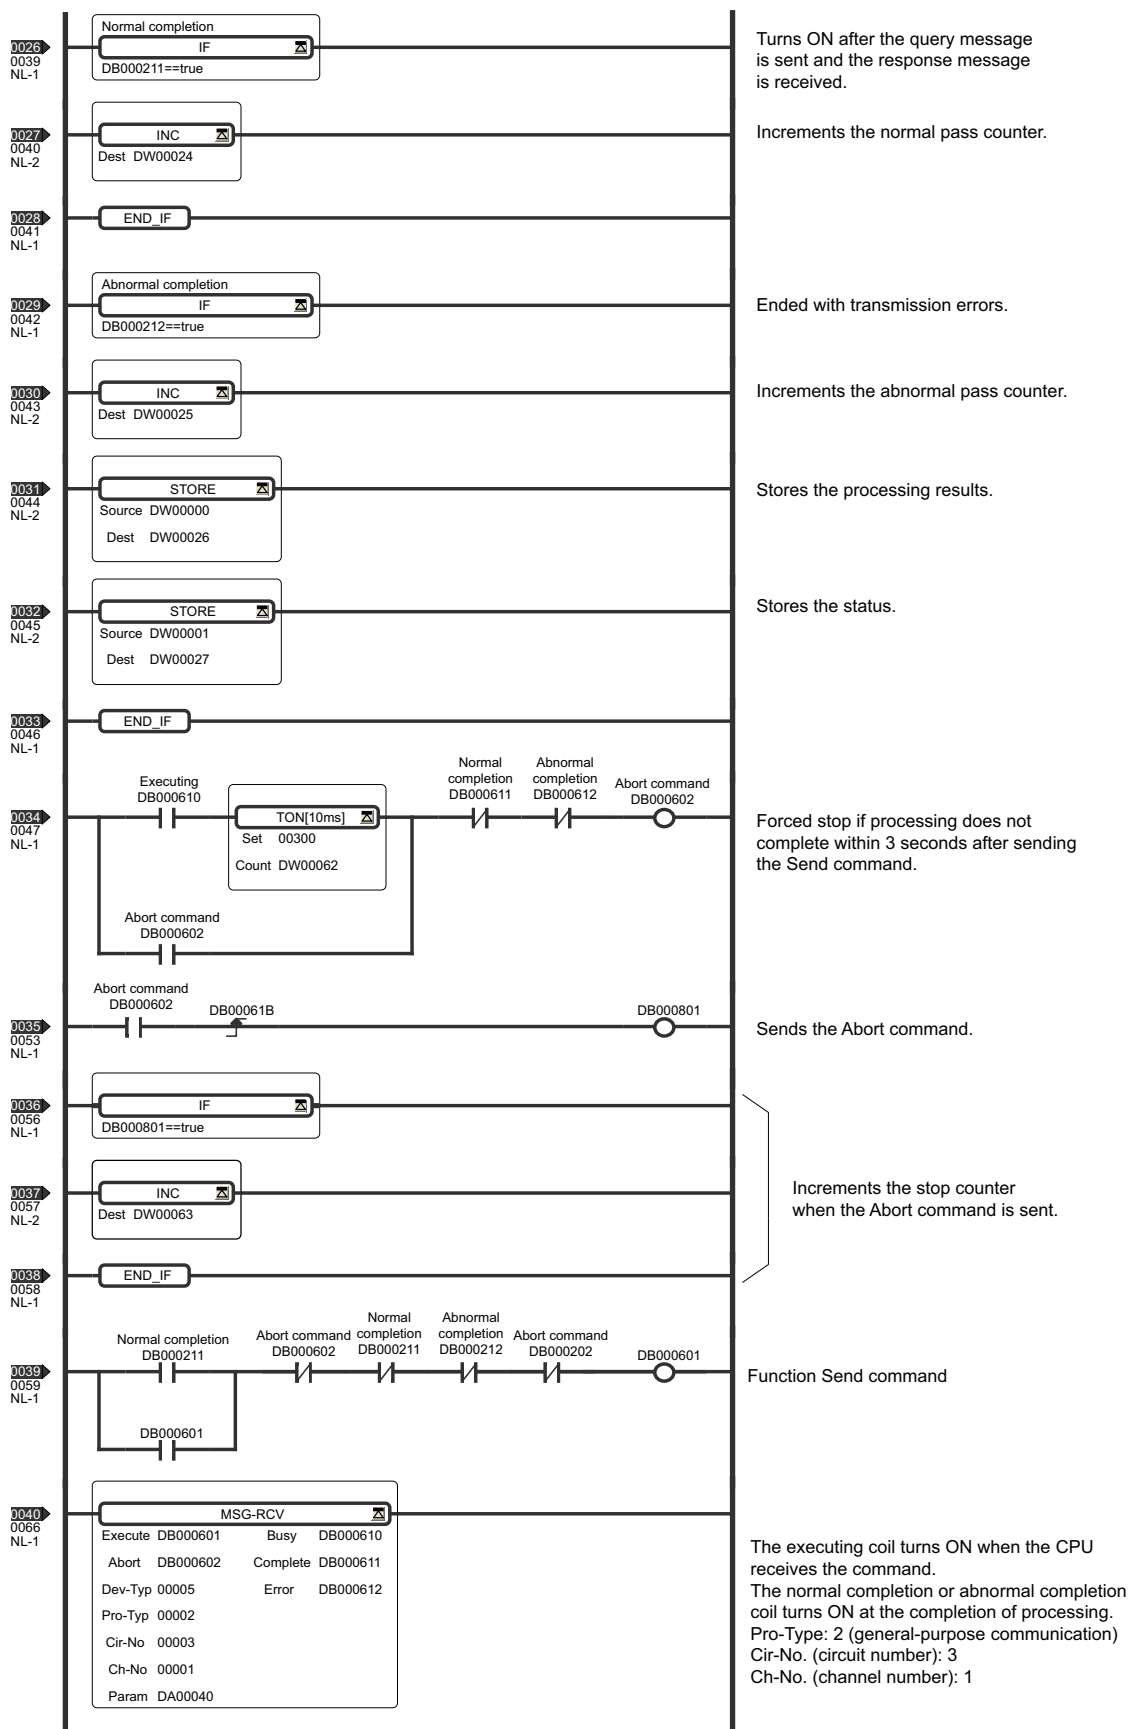 Normal completion
0026
0039
NL-1
IF
DB000211==true
Turns ON after the query message
is sent and the response message
is received.
0027
0040
NL-2
INC
Dest DW00024
Increments the normal pass counter.
0028
0041
NL-1
END_IF
Abnormal completion
0029
0042
NL-1
IF
DB000212==true
Ended with transmission errors.
0030
0043
NL-2
INC
Dest DW00025
Increments the abnormal pass counter.
0031
0044
NL-2
STORE
Source DW00000
Dest DW00026
Stores the processing results.
0032
0045
NL-2
STORE
Source DW00001
Dest DW00027
Stores the status.
0033
0046
NL-1
END_IF
0034
0047
NL-1
Executing
DB000610
TON[10ms]
Set 00300
Count DW00062
Normal
completion
DB000611
Abnormal
completion
DB000612
Abort command
DB000602
Forced stop if processing does not
complete within 3 seconds after sending
the Send command.
Abort command
DB000602
0035
0053
NL-1
Abort command
DB000602
DB00061B
DB000801
Sends the Abort command.
0036
0056
NL-1
IF
DB000801==true
0037
0057
NL-2
INC
Dest DW00063
Increments the stop counter
when the Abort command is sent.
0038
0058
NL-1
END_IF
0039
0059
NL-1
Normal completion
DB000211
Abort command
DB000602
Normal
completion
DB000211
Abnormal
completion
DB000212
Abort command
DB000202
DB000601
Function Send command
DB000601
0040
0066
NL-1
MSG-RCV
Execute DB000601 Busy DB000610
Abort DB000602 Complete DB000611
Dev-Typ 00005 Error DB000612
Pro-Typ 00002
Cir-No 00003
Ch-No 00001
Param DA00040
The executing coil turns ON when the CPU
receives the command.
The normal completion or abnormal completion
coil turns ON at the completion of processing.
Pro-Type: 2 (general-purpose communication)
Cir-No. (circuit number): 3
Ch-No. (channel number): 1